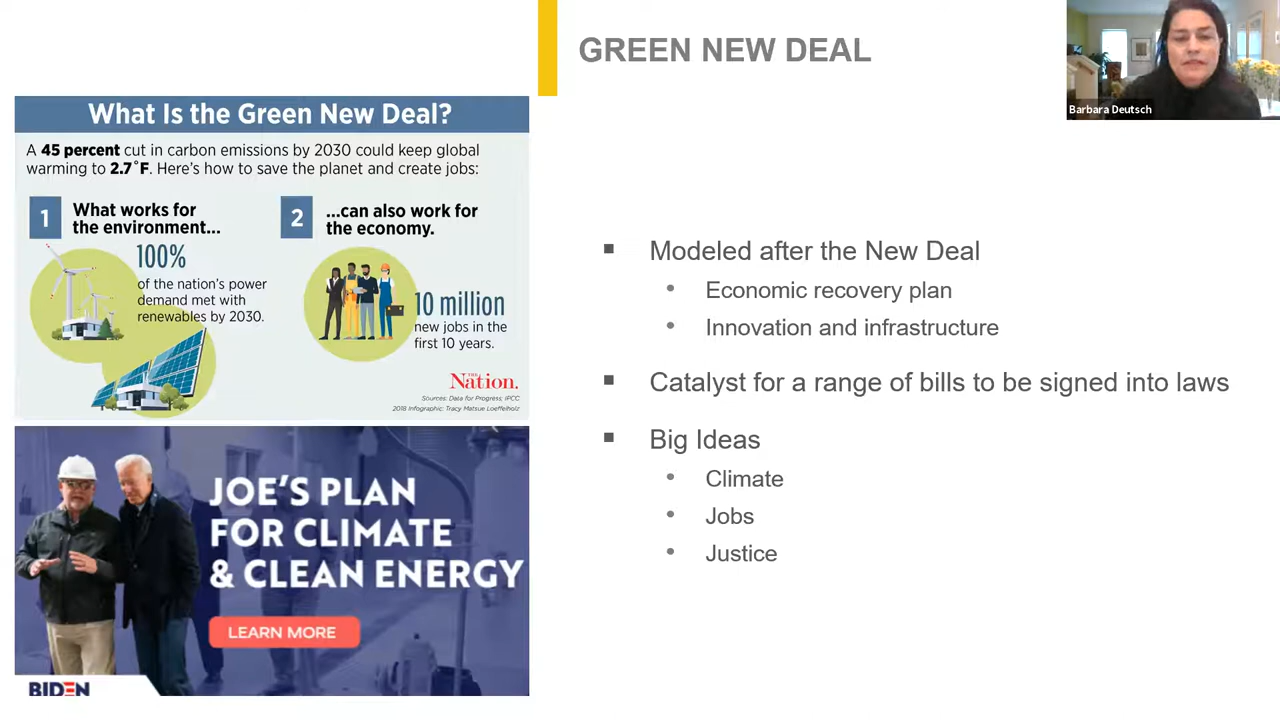 GREEN NEW DEAL
Barbara Deutsch
What Is the Green New Deal?
A 45 percent cut in carbon emissions by 2030 could keep global
warming to 2.7°F. Here's how to save the planet and create jobs:
1
What works for
the environment...
100%
of the nation's power
demand met with
renewables by 2030.
2
...can also work for
the economy.
10 million
new jobs in the
first 10 years.
THE
Nation.
Sources: Data for Progress; IPCC
2018 Infographic: Tracy Matsue Loeffelholz
JOE'S PLAN
FOR CLIMATE
& CLEAN ENERGY
LEARN MORE
BIDEN
▪ Modeled after the New Deal
• Economic recovery plan
• Innovation and infrastructure
▪ Catalyst for a range of bills to be signed into laws
▪ Big Ideas
• Climate
• Jobs
• Justice